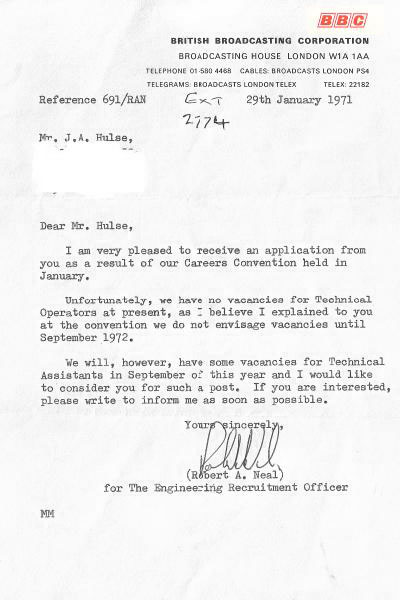 BBC
BRITISH BROADCASTING CORPORATION
BROADCASTING HOUSE LONDON W1A 1AA
TELEPHONE 01-580 4468 CABLES: BROADCASTS LONDON PS4
TELEGRAMS: BROADCASTS LONDON TELEX TELEX: 22182
Reference 691/RAN EXT 29th January 1971
2774
Mr. J.A. Hulse,
Dear Mr. Hulse,
I am very pleased to receive an application from
you as a result of our Careers Convention held in
January.
Unfortunately, we have no vacancies for Technical
Operators at present, as I believe I explained to you
at the convention we do not envisage vacancies until
September 1972.
We will, however, have some vacancies for Technical
Assistants in September of this year and I would like
to consider you for such a post. If you are interested,
please write to inform me as soon as possible.
Yours sincerely,
(Robert A. Neal)
for The Engineering Recruitment Officer
MM